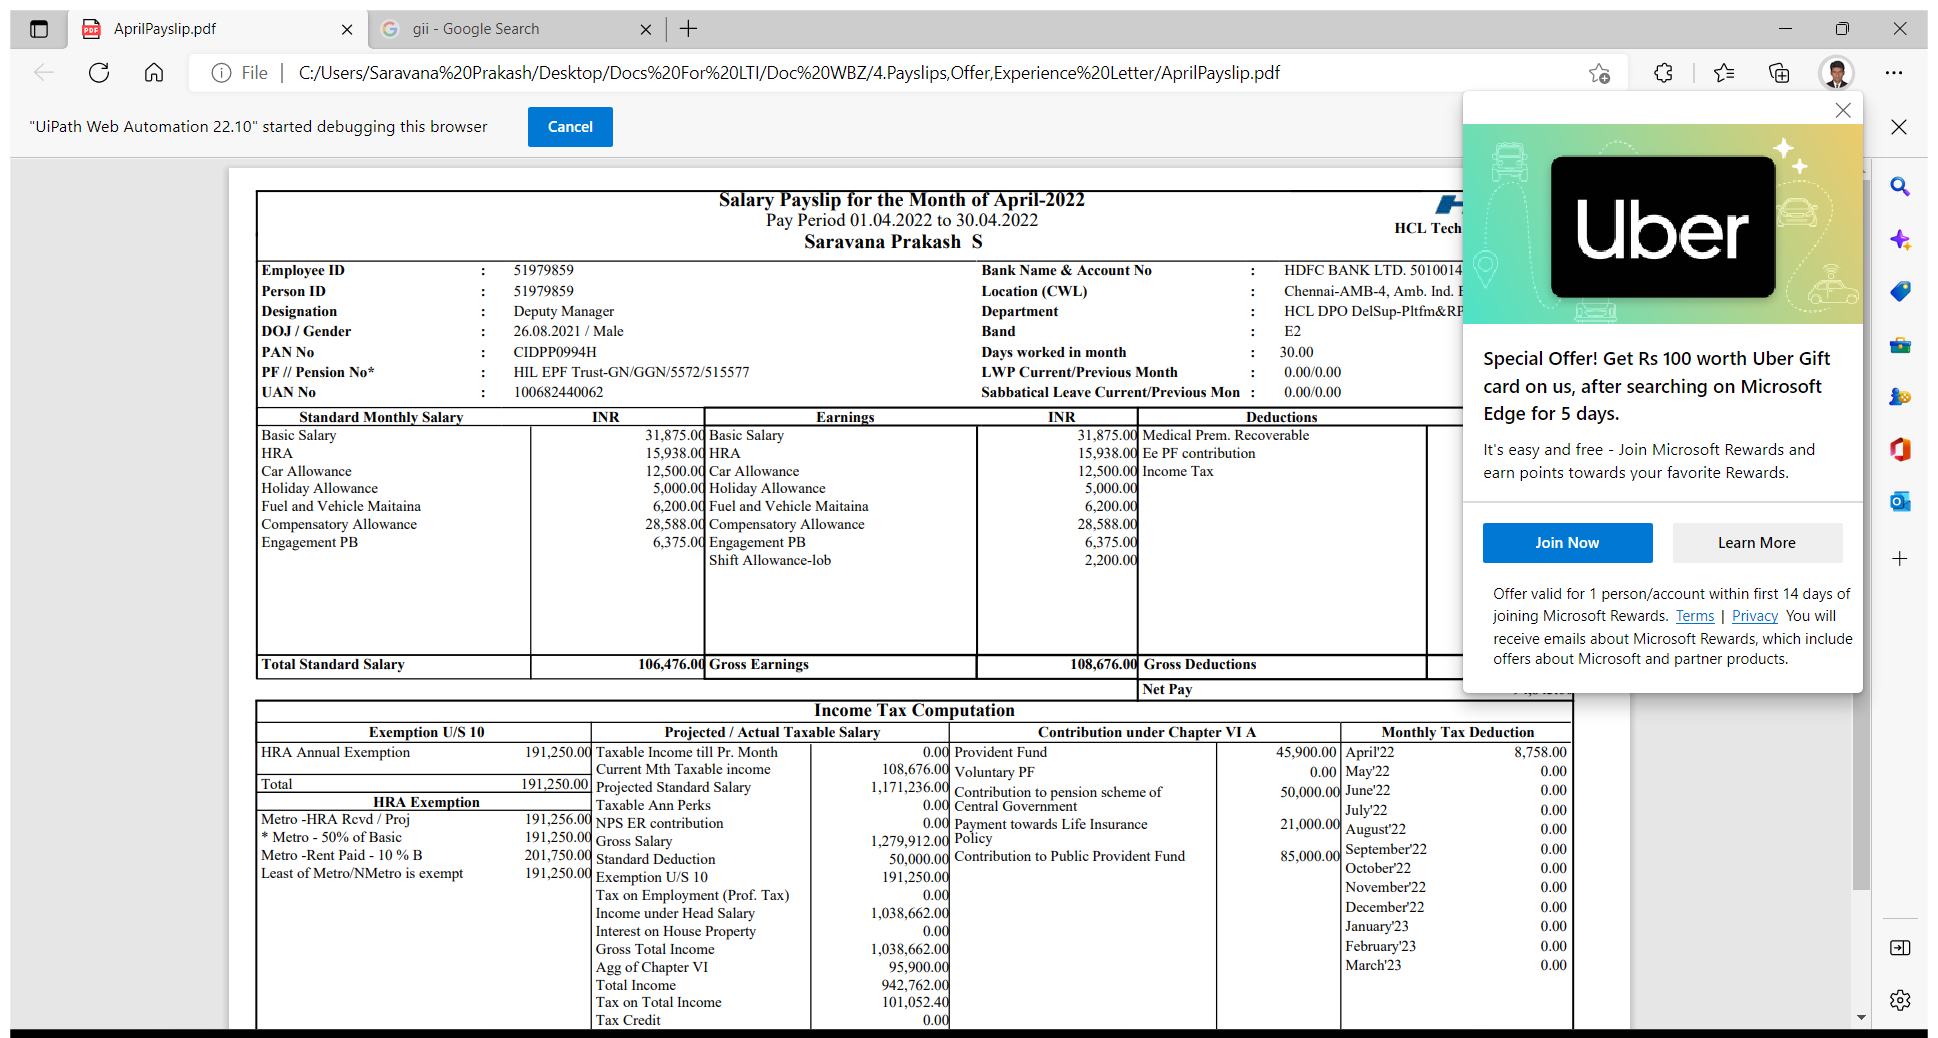 AprilPayslip.pdf
gii - Google Search
File
C:/Users/Saravana%20Prakash/Desktop/Docs%20For%20LTI/Doc%20WBZ/4.Payslips,Offer,Experience%20Letter/AprilPayslip.pdf
"UiPath Web Automation 22.10" started debugging this browser
Cancel
Salary Payslip for the Month of April-2022
Pay Period 01.04.2022 to 30.04.2022
Saravana Prakash S
HCL Tech
Employee ID : 51979859 Bank Name & Account No : HDFC BANK LTD. 5010014
Person ID : 51979859 Location (CWL) : Chennai-AMB-4, Amb. Ind.
Designation : Deputy Manager Department : HCL DPO DelSup-Pltfm&RP
DOJ / Gender : 26.08.2021 / Male Band : E2
PAN No : CIDPP0994H Days worked in month : 30.00
PF // Pension No* : HIL EPF Trust-GN/GGN/5572/515577 LWP Current/Previous Month : 0.00/0.00
UAN No : 100682440062 Sabbatical Leave Current/Previous Mon : 0.00/0.00
Standard Monthly Salary INR Earnings INR Deductions
Basic Salary 31,875.00 Basic Salary 31,875.00 Medical Prem. Recoverable
HRA 15,938.00 HRA 15,938.00 Ee PF contribution
Car Allowance 12,500.00 Car Allowance 12,500.00 Income Tax
Holiday Allowance 5,000.00 Holiday Allowance 5,000.00
Fuel and Vehicle Maitaina 6,200.00 Fuel and Vehicle Maitaina 6,200.00
Compensatory Allowance 28,588.00 Compensatory Allowance 28,588.00
Engagement PB 6,375.00 Engagement PB 6,375.00
Shift Allowance-lob 2,200.00
Total Standard Salary 106,476.00 Gross Earnings 108,676.00 Gross Deductions
Net Pay
Income Tax Computation
Exemption U/S 10
HRA Annual Exemption 191,250.00
Total 191,250.00
HRA Exemption
Metro -HRA Rcvd / Proj 191,256.00
* Metro - 50% of Basic 191,250.00
Metro -Rent Paid - 10 % B 201,750.00
Least of Metro/NMetro is exempt 191,250.00
Projected / Actual Taxable Salary
Taxable Income till Pr. Month 0.00
Current Mth Taxable income 108,676.00
Projected Standard Salary 1,171,236.00
Taxable Ann Perks 0.00
NPS ER contribution 0.00
Gross Salary 1,279,912.00
Standard Deduction 50,000.00
Exemption U/S 10 191,250.00
Tax on Employment (Prof. Tax) 0.00
Income under Head Salary 1,038,662.00
Interest on House Property 0.00
Gross Total Income 1,038,662.00
Agg of Chapter VI 95,900.00
Total Income 942,762.00
Tax on Total Income 101,052.40
Tax Credit 0.00
Contribution under Chapter VI A
Provident Fund 45,900.00
Voluntary PF 0.00
Contribution to pension scheme of 50,000.00
Central Government
Payment towards Life Insurance 21,000.00
Policy
Contribution to Public Provident Fund 85,000.00
Monthly Tax Deduction
April'22 8,758.00
May'22 0.00
June'22 0.00
July'22 0.00
August'22 0.00
September'22 0.00
October'22 0.00
November'22 0.00
December'22 0.00
January'23 0.00
February'23 0.00
March'23 0.00
Uber
Special Offer! Get Rs 100 worth Uber Gift
card on us, after searching on Microsoft
Edge for 5 days.
It's easy and free - Join Microsoft Rewards and
earn points towards your favorite Rewards.
Join Now
Learn More
Offer valid for 1 person/account within first 14 days of
joining Microsoft Rewards. Terms | Privacy You will
receive emails about Microsoft Rewards, which include
offers about Microsoft and partner products.